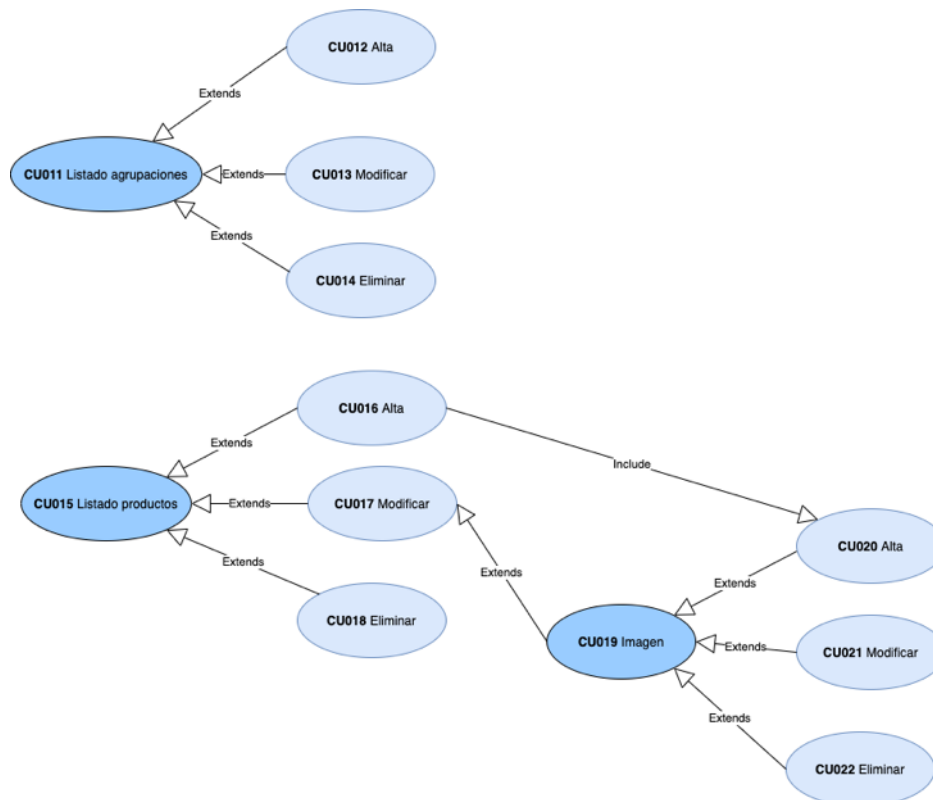 CU012 Alta
Extends
CU011 Listado agrupaciones
Extends
CU013 Modificar
Extends
CU014 Eliminar
CU016 Alta
Extends
Include
CU015 Listado productos
Extends
CU017 Modificar
CU020 Alta
Extends
Extends
Extends
CU018 Eliminar
CU019 Imagen
Extends
CU021 Modificar
Extends
CU022 Eliminar